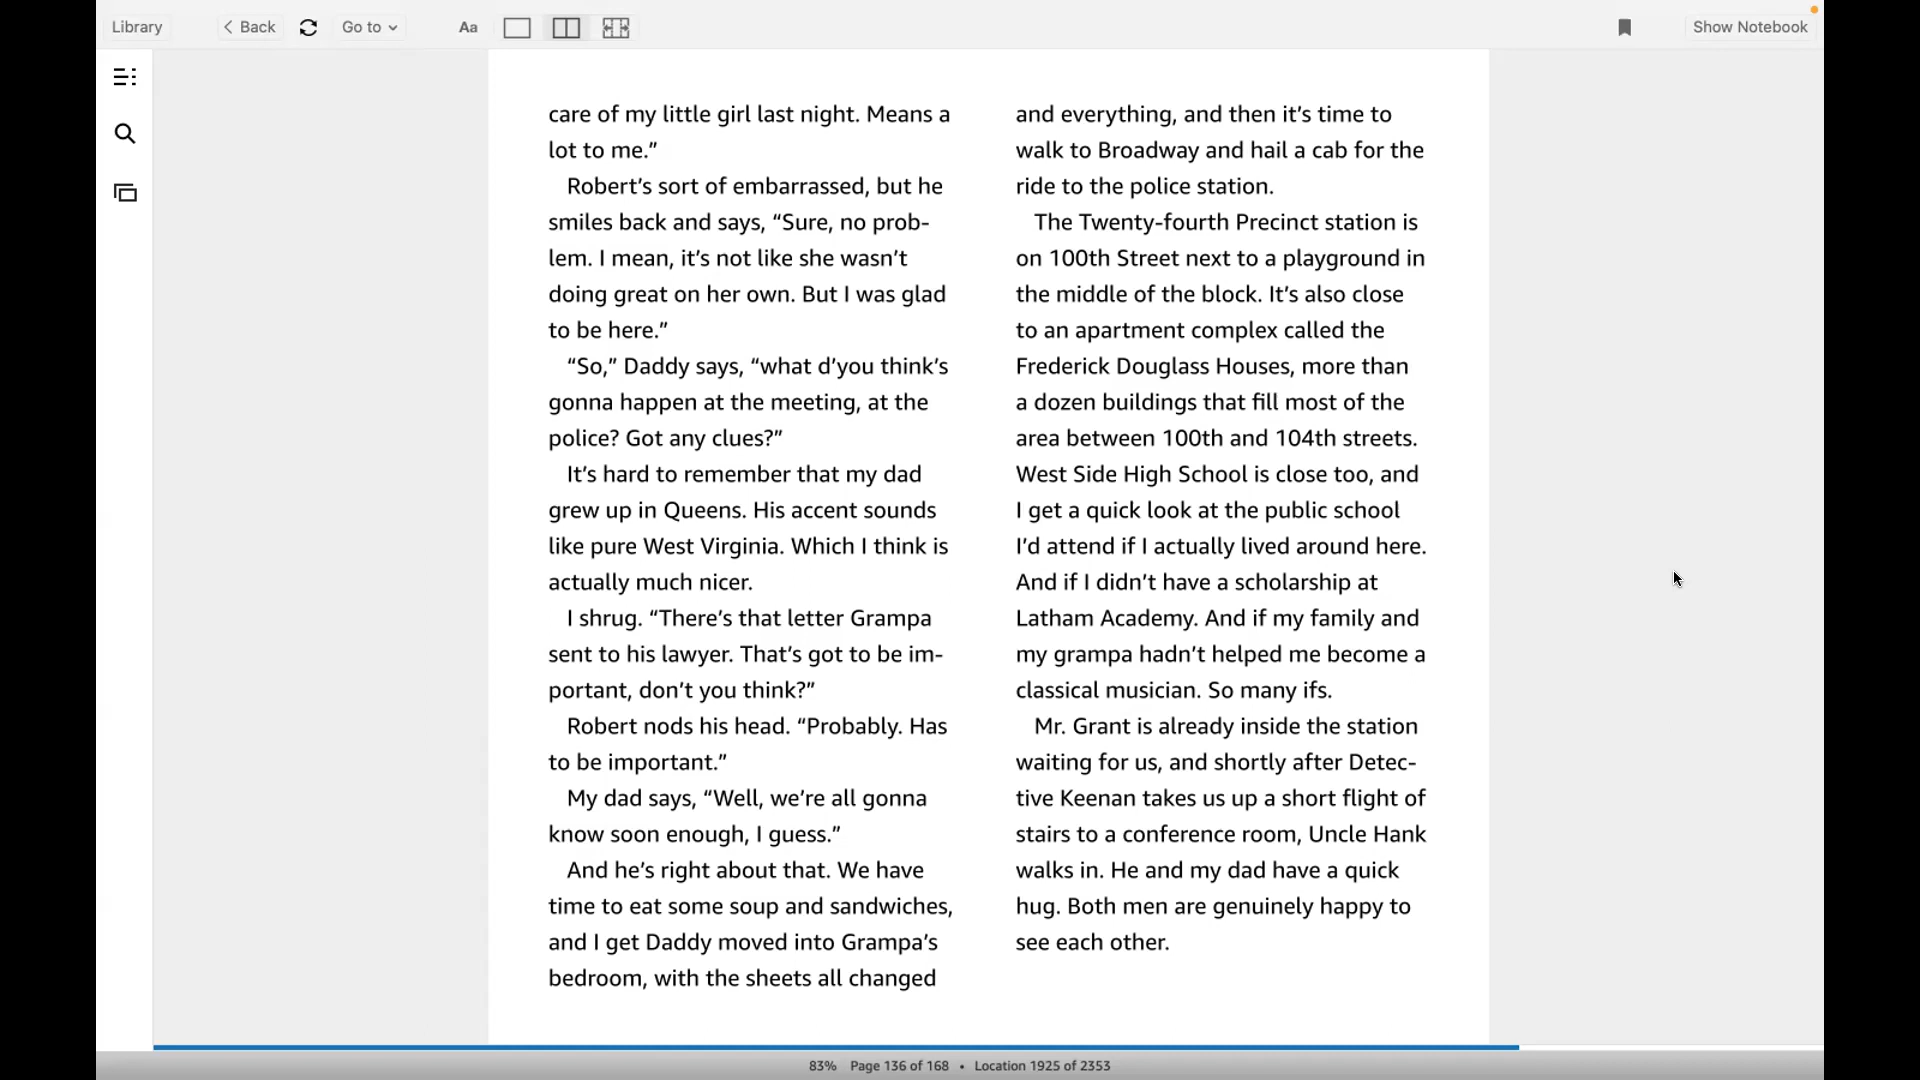 Library
Back
Go to
Aa
Show Notebook
care of my little girl last night. Means a
lot to me.”
Robert’s sort of embarrassed, but he
smiles back and says, “Sure, no prob-
lem. I mean, it’s not like she wasn’t
doing great on her own. But I was glad
to be here.”
“So,” Daddy says, “what d’you think’s
gonna happen at the meeting, at the
police? Got any clues?”
It’s hard to remember that my dad
grew up in Queens. His accent sounds
like pure West Virginia. Which I think is
actually much nicer.
I shrug. “There’s that letter Grampa
sent to his lawyer. That’s got to be im-
portant, don’t you think?”
Robert nods his head. “Probably. Has
to be important.”
My dad says, “Well, we’re all gonna
know soon enough, I guess.”
And he’s right about that. We have
time to eat some soup and sandwiches,
and I get Daddy moved into Grampa’s
bedroom, with the sheets all changed
and everything, and then it’s time to
walk to Broadway and hail a cab for the
ride to the police station.
The Twenty-fourth Precinct station is
on 100th Street next to a playground in
the middle of the block. It’s also close
to an apartment complex called the
Frederick Douglass Houses, more than
a dozen buildings that fill most of the
area between 100th and 104th streets.
West Side High School is close too, and
I get a quick look at the public school
I’d attend if I actually lived around here.
And if I didn’t have a scholarship at
Latham Academy. And if my family and
my grampa hadn’t helped me become a
classical musician. So many ifs.
Mr. Grant is already inside the station
waiting for us, and shortly after Detec-
tive Keenan takes us up a short flight of
stairs to a conference room, Uncle Hank
walks in. He and my dad have a quick
hug. Both men are genuinely happy to
see each other.
83% Page 136 of 168 • Location 1925 of 2353